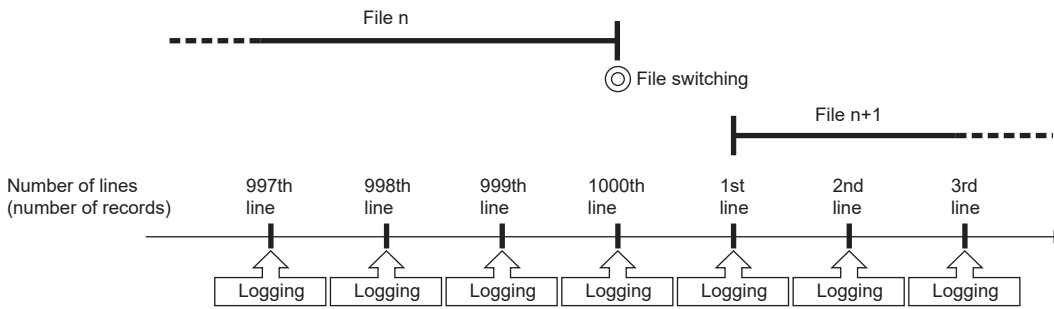 File n
File switching
File n+1
Number of lines
(number of records)
997th
line
998th
line
999th
line
1000th
line
1st
line
2nd
line
3rd
line
Logging
Logging
Logging
Logging
Logging
Logging
Logging